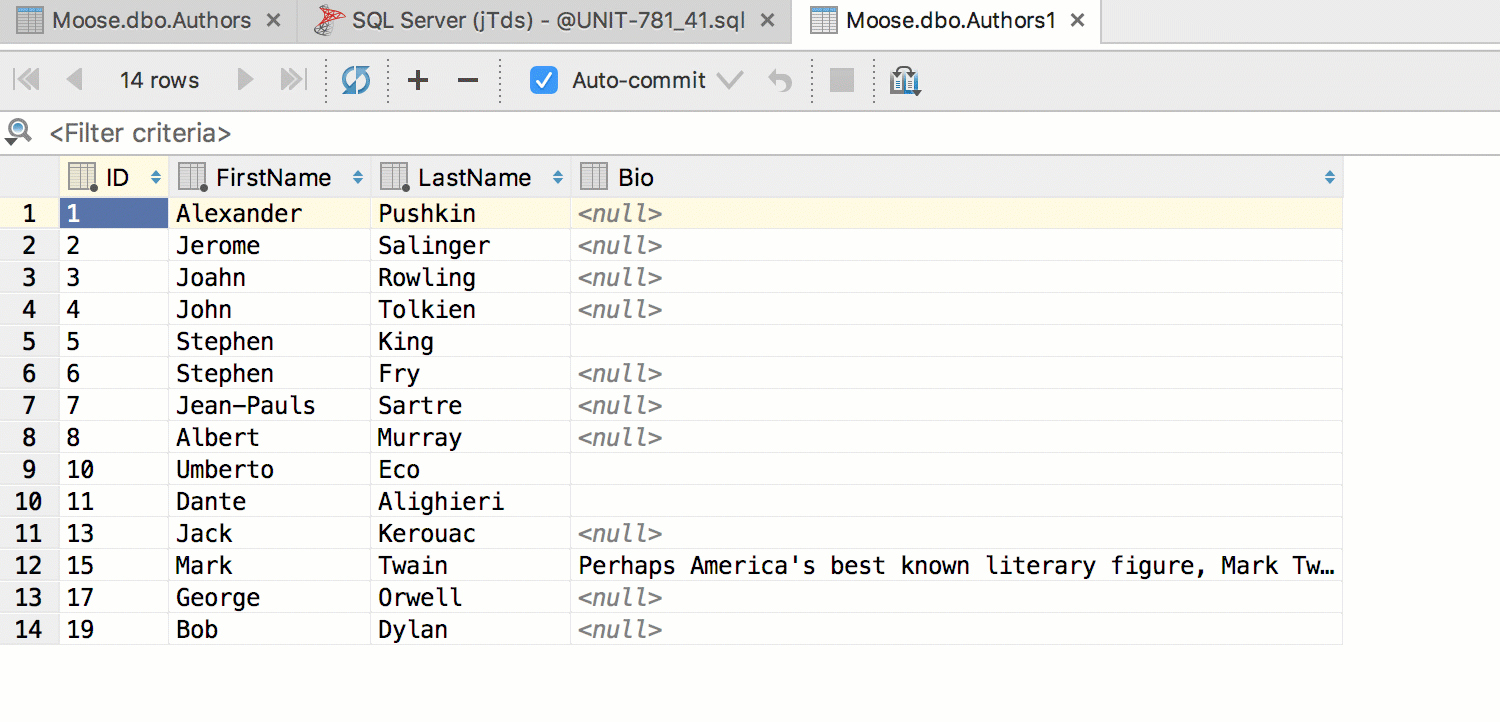 Moose.dbo.Authors SQL Server (jTds) - @UNIT-781_41.sql Moose.dbo.Authors1
14 rows Auto-commit
<Filter criteria>
ID FirstName LastName Bio
1 1 Alexander Pushkin <null>
2 2 Jerome Salinger <null>
3 3 Joahn Rowling <null>
4 4 John Tolkien <null>
5 5 Stephen King
6 6 Stephen Fry <null>
7 7 Jean-Pauls Sartre <null>
8 8 Albert Murray <null>
9 10 Umberto Eco
10 11 Dante Alighieri
11 13 Jack Kerouac <null>
12 15 Mark Twain Perhaps America's best known literary figure, Mark Tw…
13 17 George Orwell <null>
14 19 Bob Dylan <null>